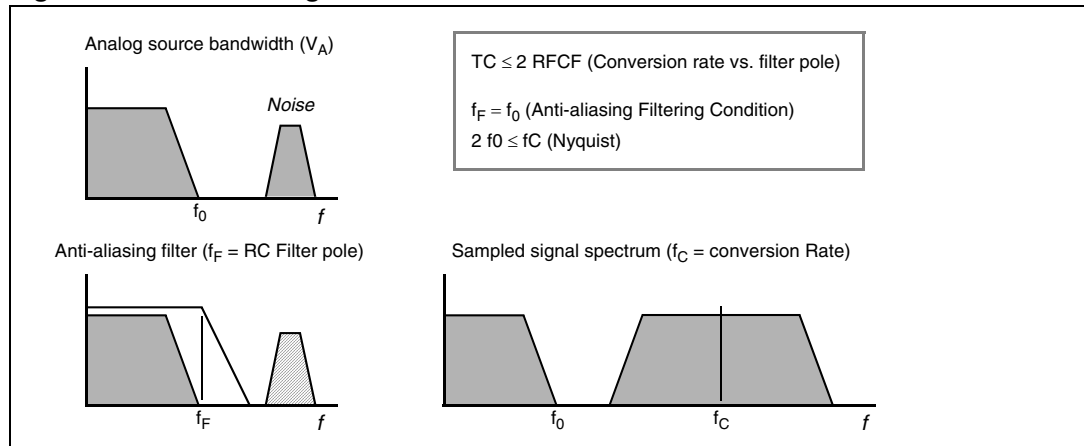 Analog source bandwidth (VA)
Noise
f0
f
TC ≤ 2 RFCF (Conversion rate vs. filter pole)
fF = f0 (Anti-aliasing Filtering Condition)
2 f0 ≤ fC (Nyquist)
Anti-aliasing filter (fF = RC Filter pole)
fF
f
Sampled signal spectrum (fC = conversion Rate)
f0
fC
f